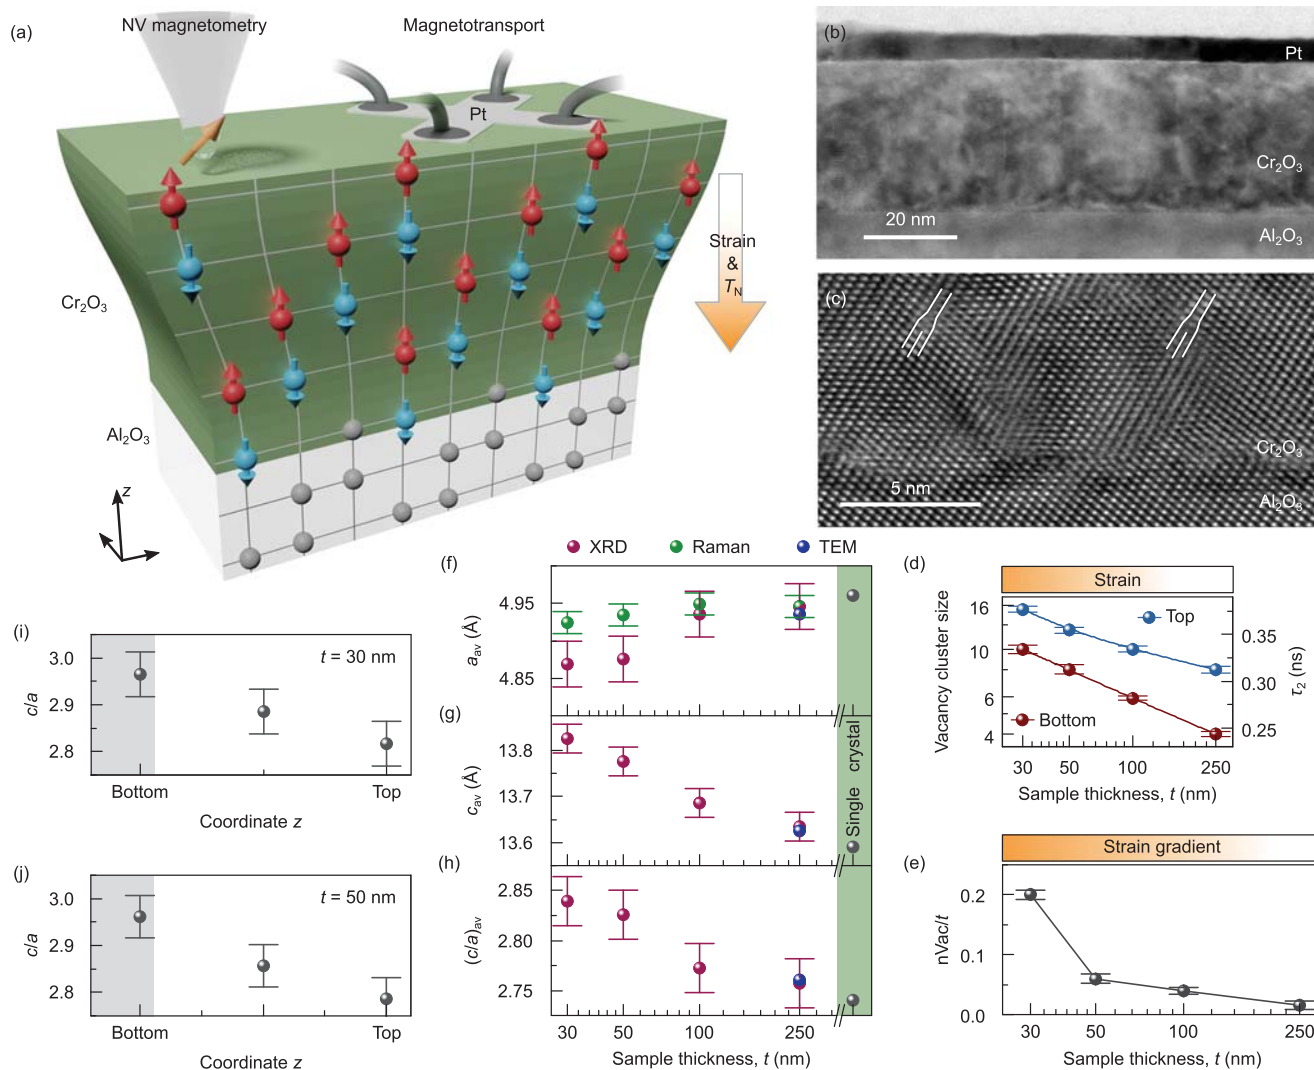 (a)
NV magnetometry
Magnetotransport
Pt
Cr₂O₃
Al₂O₃
z
Strain
&
T_N
(b)
Pt
Cr₂O₃
20 nm
Al₂O₃
(c)
Cr₂O₃
5 nm
Al₂O₃
XRD
Raman
TEM
(f)
4.95
4.85
a_av (Å)
(g)
13.8
13.7
13.6
c_av (Å)
Single crystal
(h)
2.85
2.80
2.75
(c/a)_av
30 50 100 250
Sample thickness, t (nm)
(d)
Strain
16
10
6
4
Vacancy cluster size
Top
Bottom
0.35
0.30
0.25
τ₂ (ns)
30 50 100 250
Sample thickness, t (nm)
(e)
Strain gradient
0.2
0.1
0.0
nVac/t
30 50 100 250
Sample thickness, t (nm)
(i)
3.0
2.9
2.8
c/a
t = 30 nm
Bottom Top
Coordinate z
(j)
3.0
2.9
2.8
c/a
t = 50 nm
Bottom Top
Coordinate z